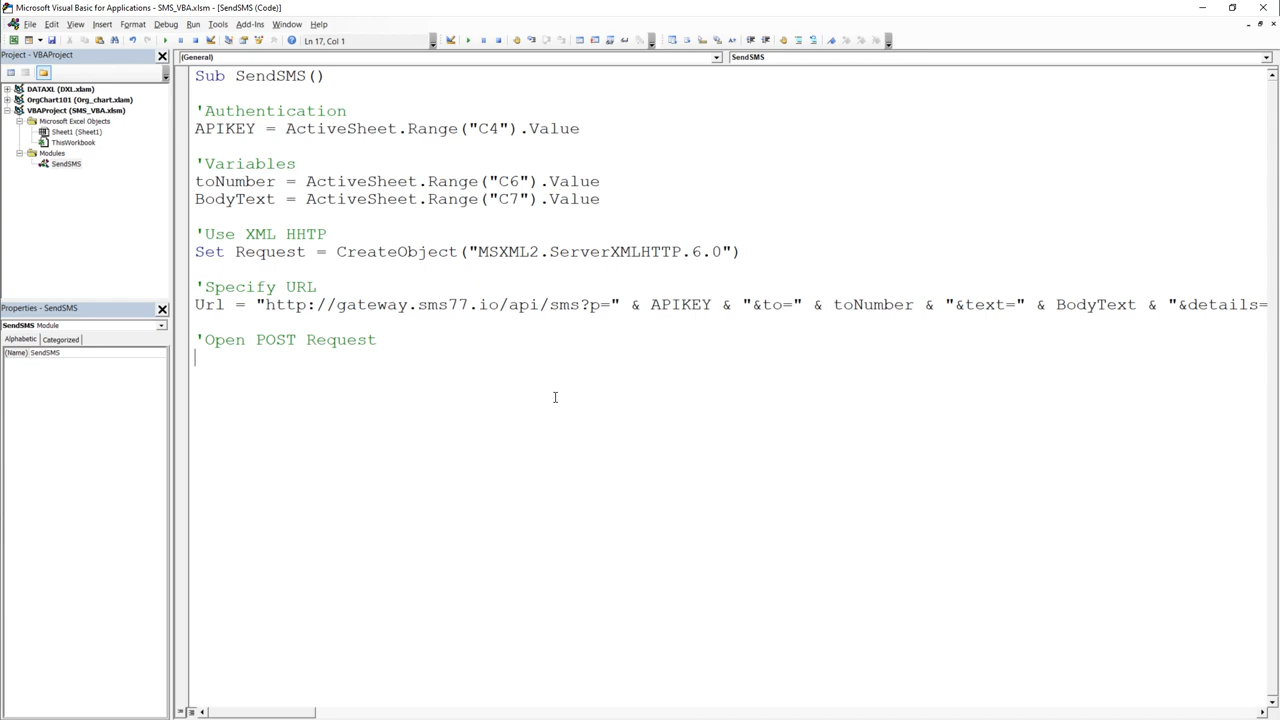 Microsoft Visual Basic for Applications - SMS_VBA.xlsm - [SendSMS (Code)]
File Edit View Insert Format Debug Run Tools Add-Ins Window Help
Ln 17, Col 1
Project - VBAProject
(General)
SendSMS
DATAXL (DXL.xlam)
OrgChart101 (Org_chart.xlam)
VBAProject (SMS_VBA.xlsm)
Microsoft Excel Objects
Sheet1 (Sheet1)
ThisWorkbook
Modules
SendSMS
Properties - SendSMS
SendSMS Module
Alphabetic Categorized
(Name) SendSMS
Sub SendSMS()
'Authentication
APIKEY = ActiveSheet.Range("C4").Value
'Variables
toNumber = ActiveSheet.Range("C6").Value
BodyText = ActiveSheet.Range("C7").Value
'Use XML HHTP
Set Request = CreateObject("MSXML2.ServerXMLHTTP.6.0")
'Specify URL
Url = "http://gateway.sms77.io/api/sms?p=" & APIKEY & "&to=" & toNumber & "&text=" & BodyText & "&details=
'Open POST Request